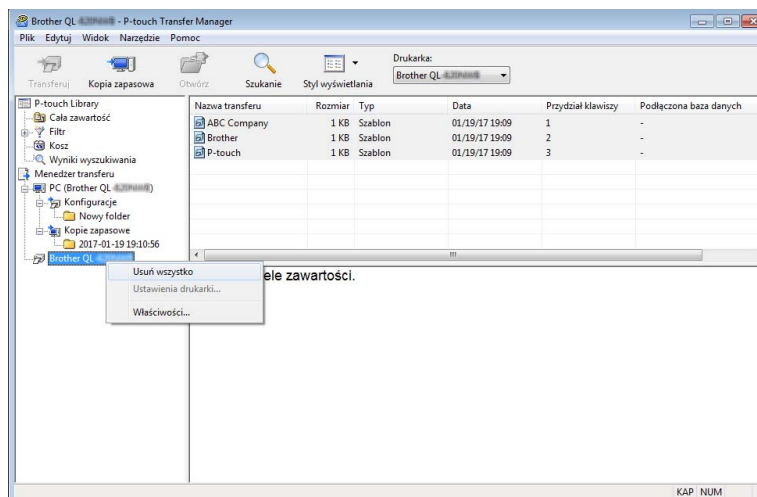 Brother QL - P-touch Transfer Manager
Plik Edytuj Widok Narzędzie Pomoc
Transferuj Kopia zapasowa Otwórz Szukanie Styl wyświetlania
Drukarka:
Brother QL
P-touch Library
Cała zawartość
Filtr
Kosz
Wyniki wyszukiwania
Menedżer transferu
PC (Brother QL )
Konfiguracje
Nowy folder
Kopie zapasowe
2017-01-19 19:10:56
Brother QL
Nazwa transferu Rozmiar Typ Data Przydział klawiszy Podłączona baza danych
ABC Company 1 KB Szablon 01/19/17 19:09 1 -
Brother 1 KB Szablon 01/19/17 19:09 2 -
P-touch 1 KB Szablon 01/19/17 19:09 3 -
Usuń wszystko
Ustawienia drukarki...
Właściwości...
ele zawartości.
KAP NUM